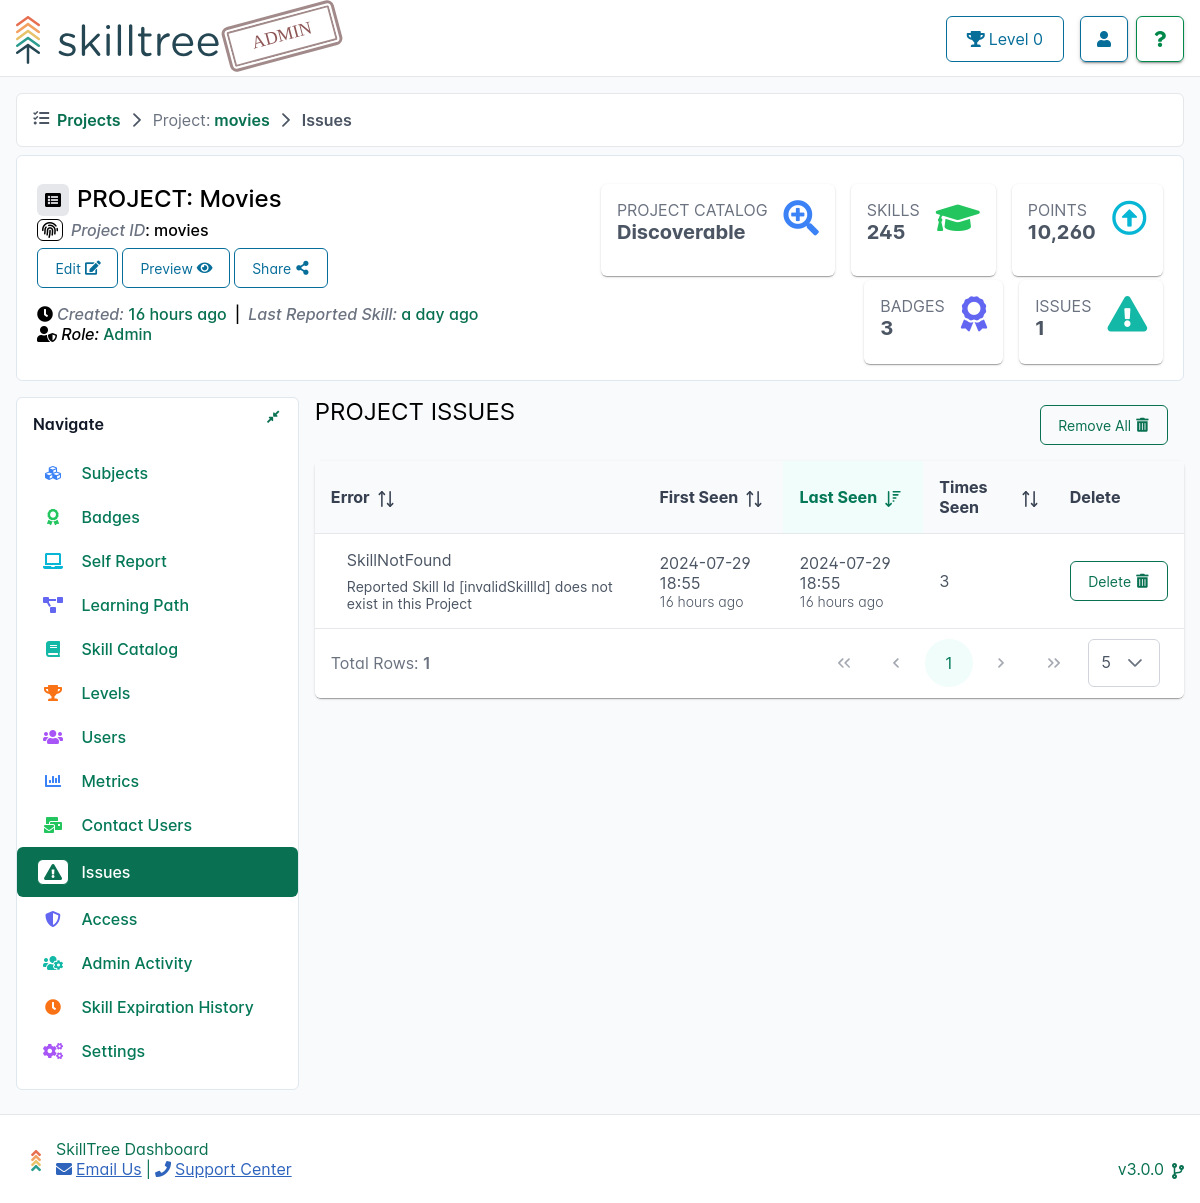 skilltree ADMIN
Level 0
?
Projects > Project: movies > Issues
PROJECT: Movies
Project ID: movies
Edit
Preview
Share
Created: 16 hours ago | Last Reported Skill: a day ago
Role: Admin
PROJECT CATALOG
Discoverable
SKILLS
245
POINTS
10,260
BADGES
3
ISSUES
1
Navigate
Subjects
Badges
Self Report
Learning Path
Skill Catalog
Levels
Users
Metrics
Contact Users
Issues
Access
Admin Activity
Skill Expiration History
Settings
PROJECT ISSUES
Remove All
Error
First Seen
Last Seen
Times
Seen
Delete
SkillNotFound
Reported Skill Id [invalidSkillId] does not
exist in this Project
2024-07-29
18:55
16 hours ago
2024-07-29
18:55
16 hours ago
3
Delete
Total Rows: 1
1
5
SkillTree Dashboard
Email Us | Support Center
v3.0.0